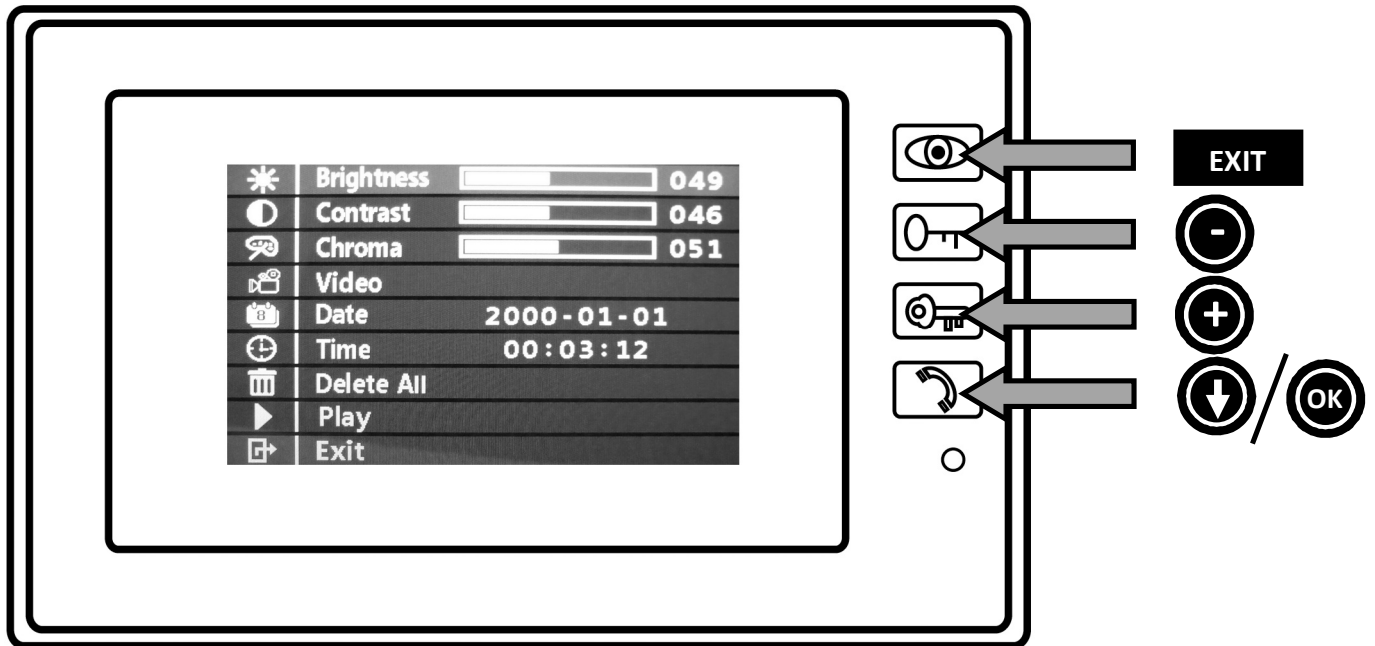 Brightness 049
Contrast 046
Chroma 051
Video
8 Date 2000-01-01
Time 00:03:12
Delete All
Play
Exit
EXIT
-
+
/ OK